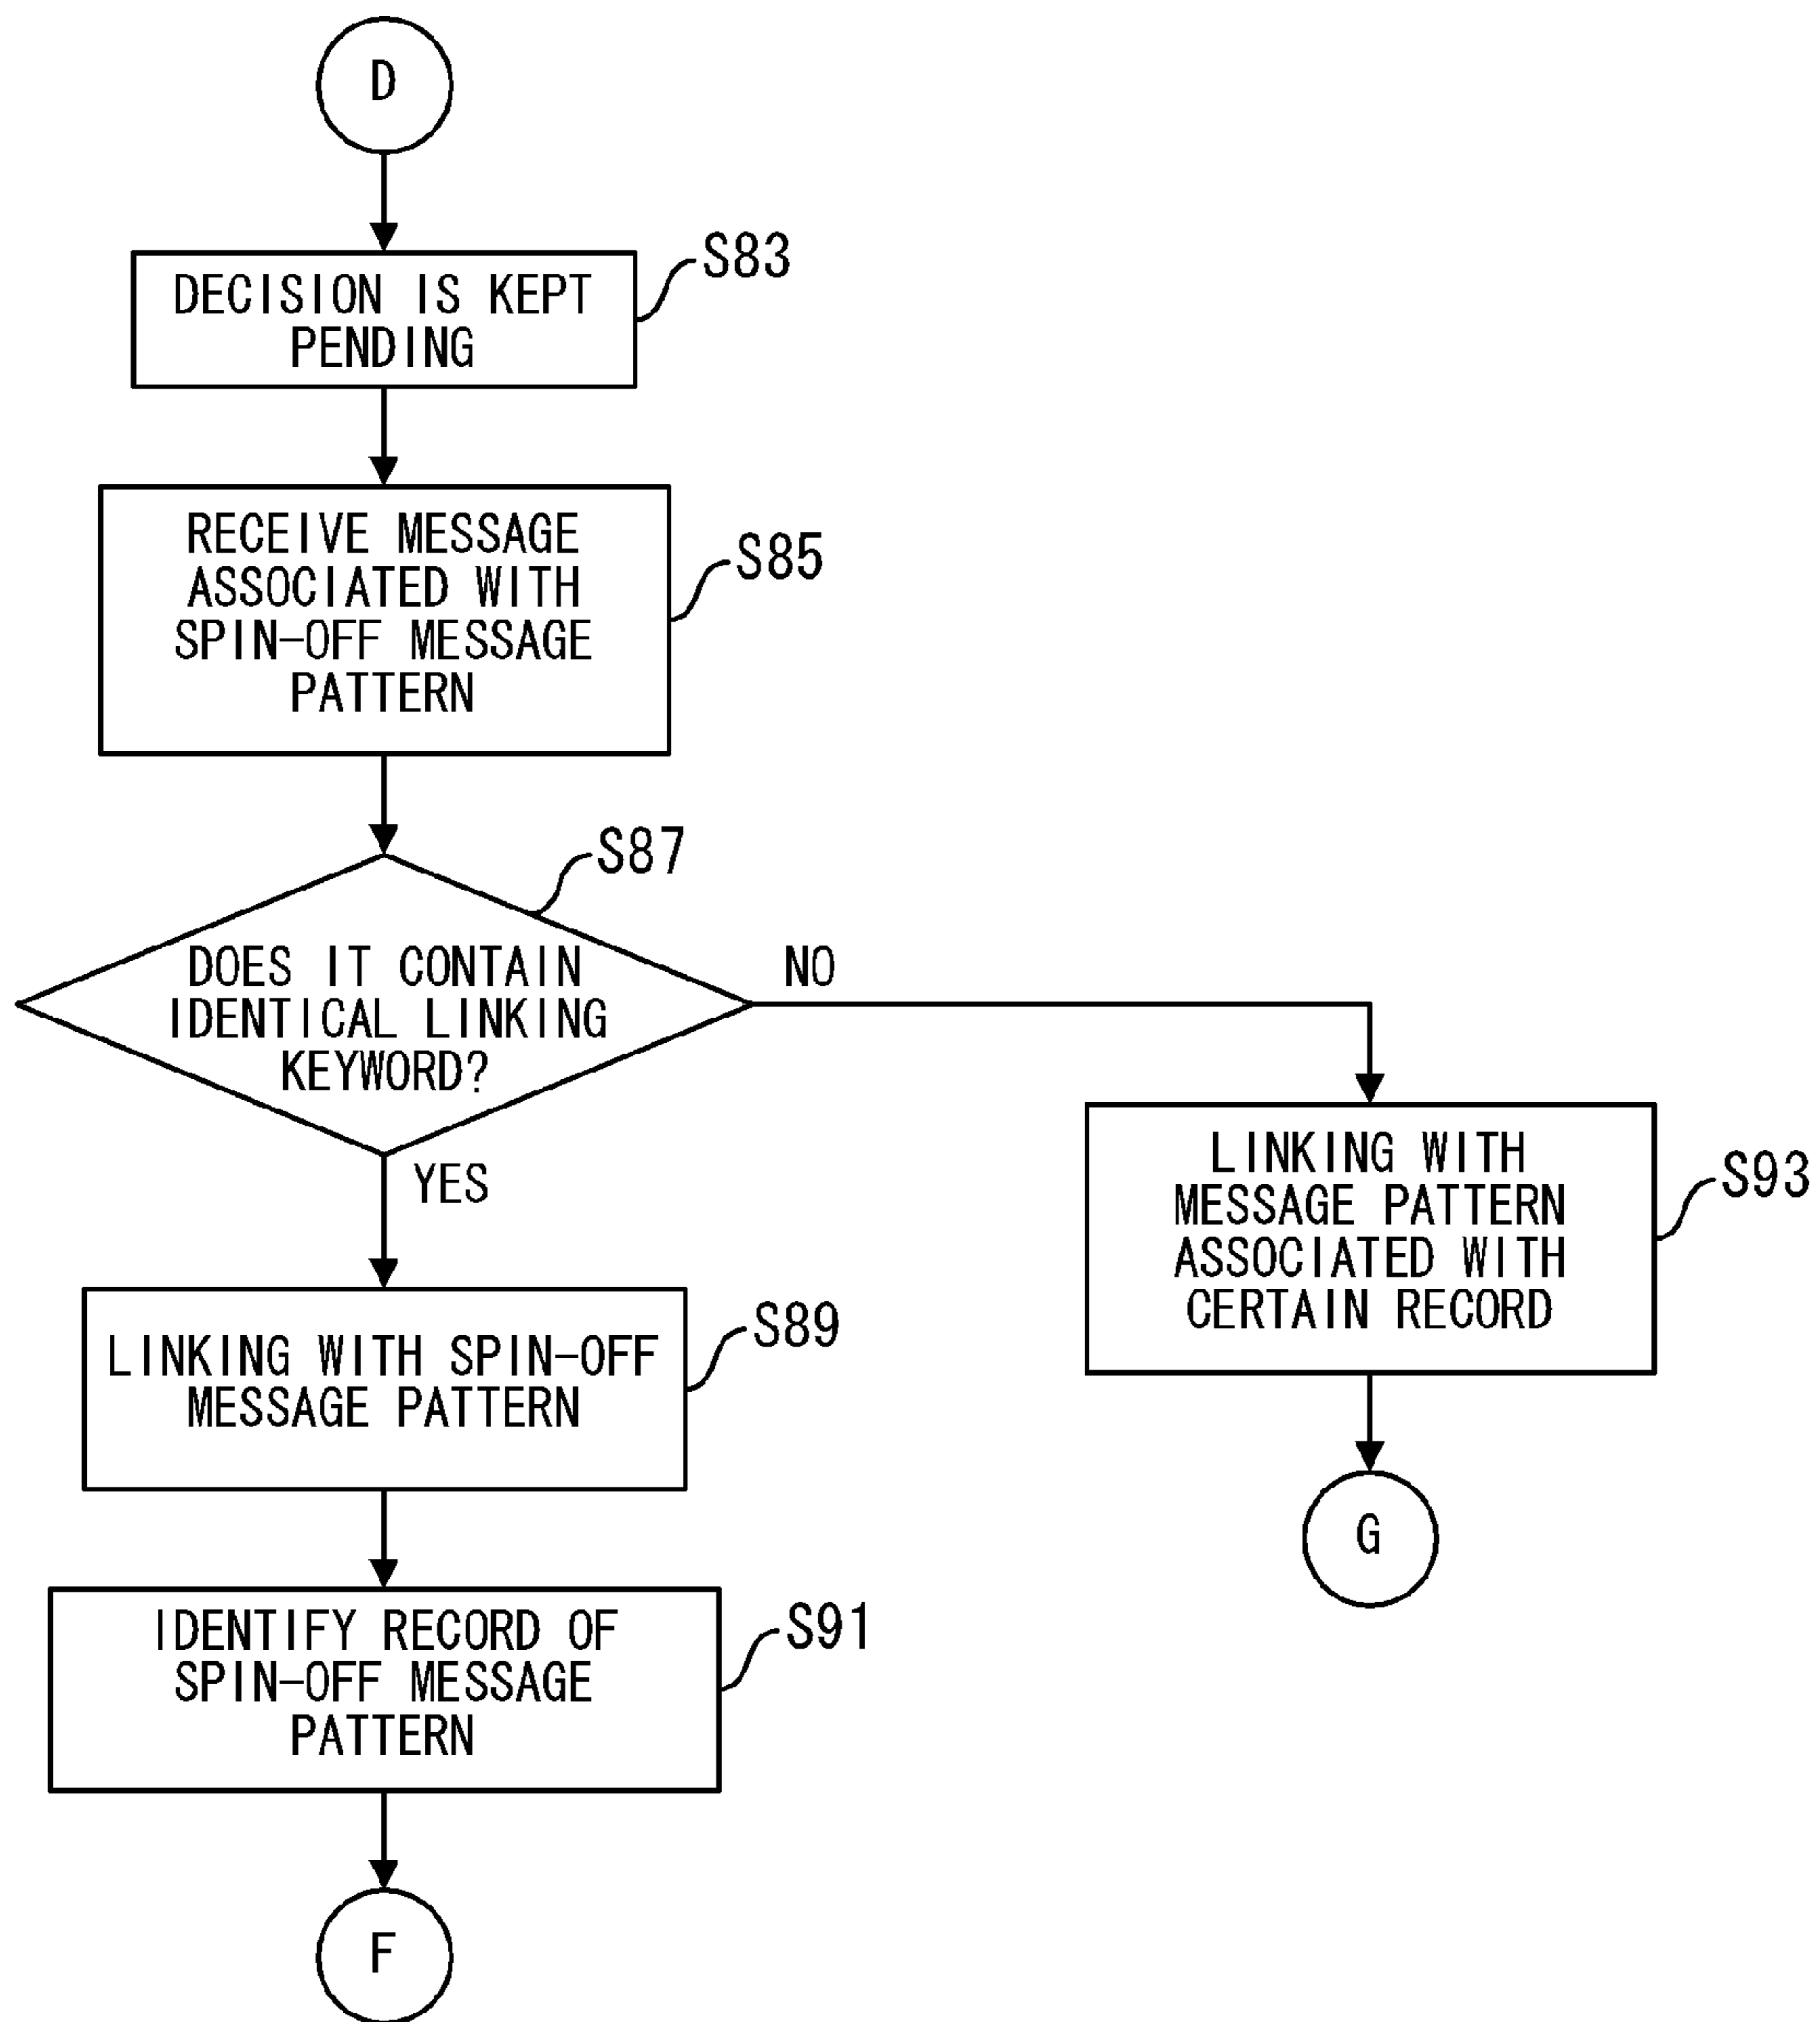 D
S83
DECISION IS KEPT
PENDING
S85
RECEIVE MESSAGE
ASSOCIATED WITH
SPIN-OFF MESSAGE
PATTERN
S87
DOES IT CONTAIN
IDENTICAL LINKING
KEYWORD?
NO
YES
LINKING WITH
MESSAGE PATTERN
ASSOCIATED WITH
CERTAIN RECORD
S93
G
S89
LINKING WITH SPIN-OFF
MESSAGE PATTERN
S91
IDENTIFY RECORD OF
SPIN-OFF MESSAGE
PATTERN
F